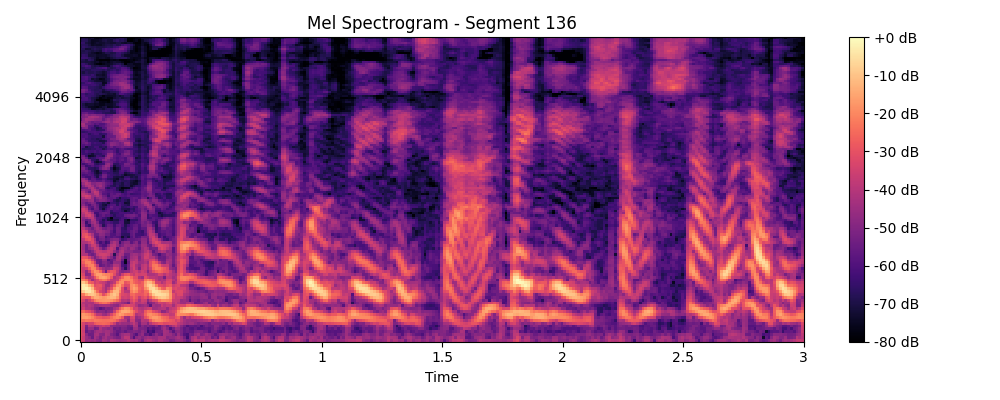 Mel Spectrogram - Segment 136
Frequency
4096
2048
1024
512
0
0
0.5
1
1.5
2
2.5
3
Time
+0 dB
-10 dB
-20 dB
-30 dB
-40 dB
-50 dB
-60 dB
-70 dB
-80 dB